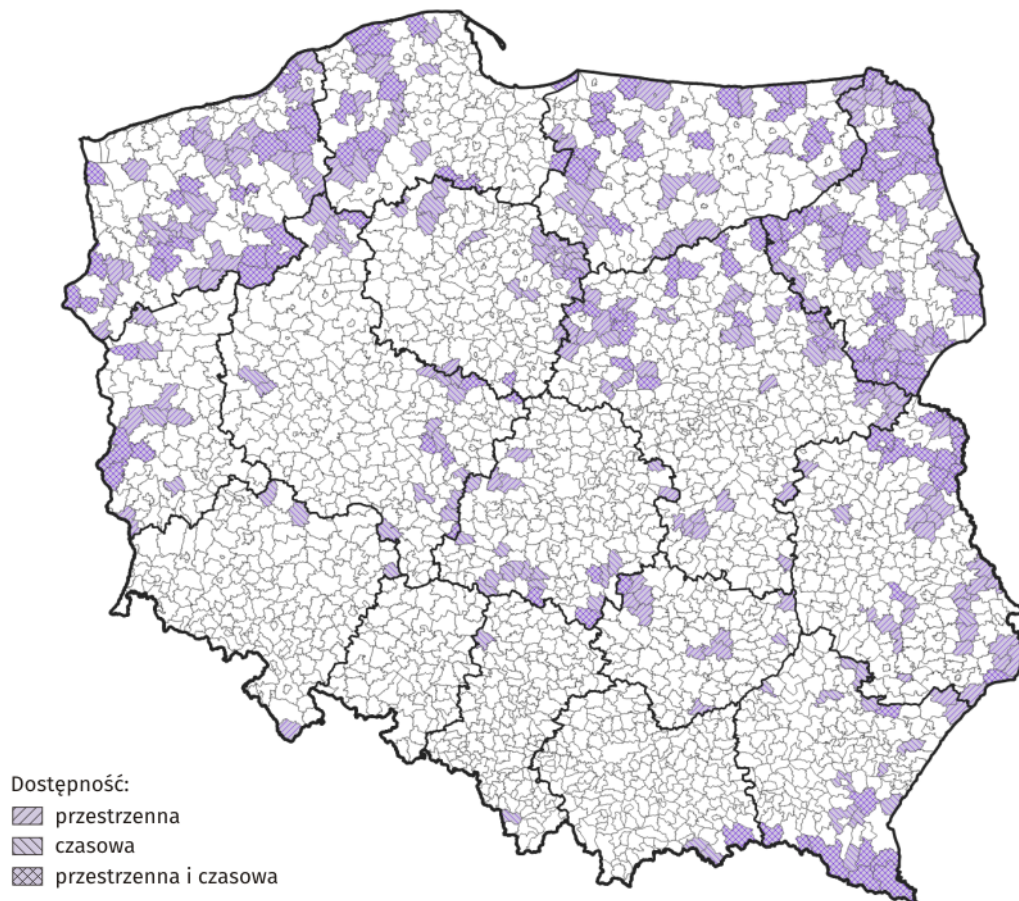 Dostępność:
przestrzenna
czasowa
przestrzenna i czasowa